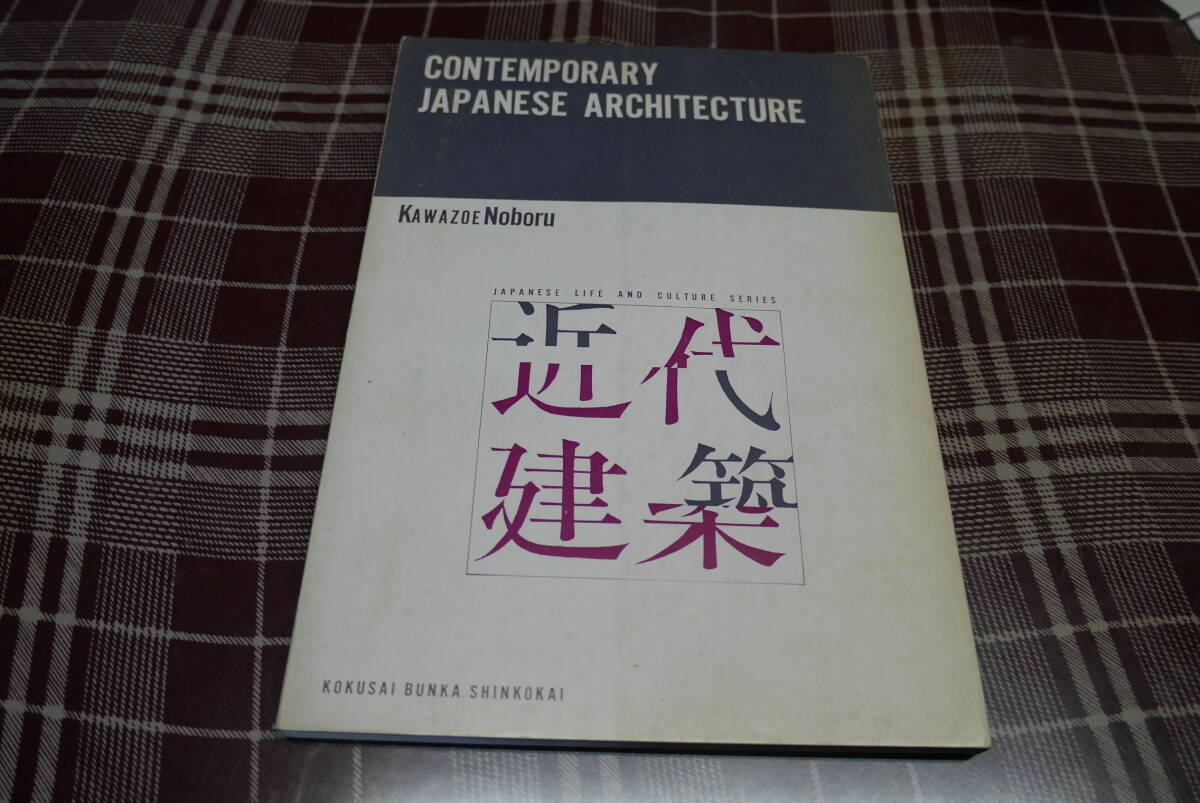 CONTEMPORARY
JAPANESE ARCHITECTURE
KAWAZOE Noboru
JAPANESE LIFE AND CULTURE SERIES
近代
建築
KOKUSAI BUNKA SHINKOKAI